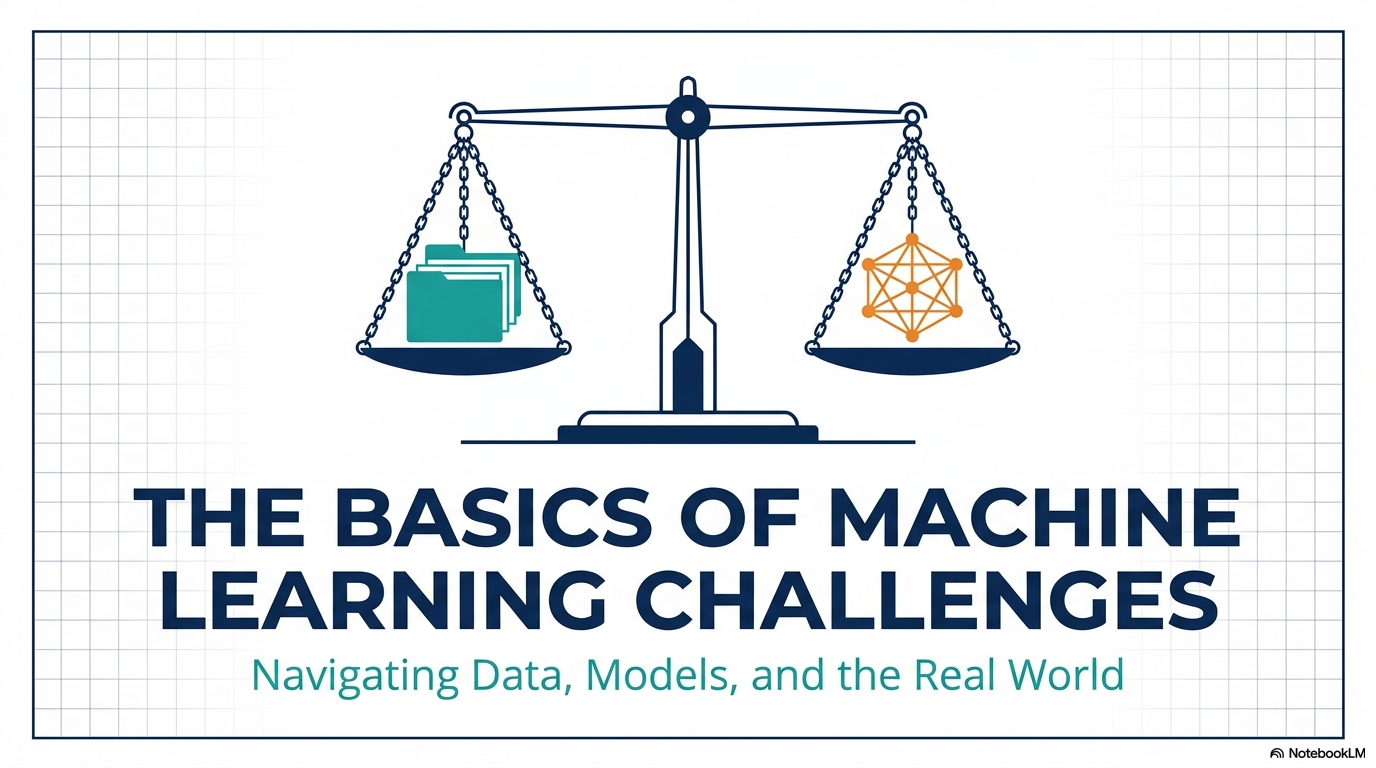 THE BASICS OF MACHINE
LEARNING CHALLENGES
Navigating Data, Models, and the Real World
NotebookLM